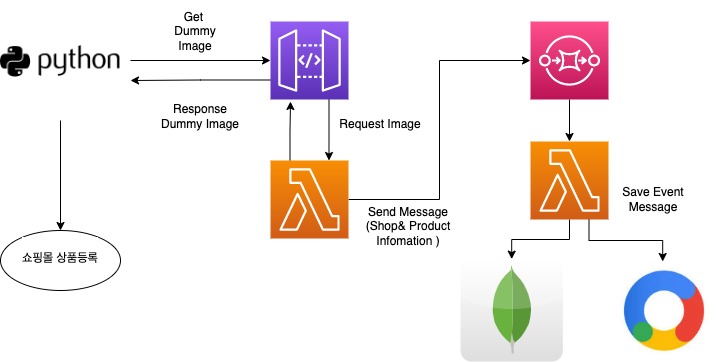 Get
Dummy
Image
python
Response
Dummy Image
</>
Request Image
Send Message
(Shop& Product
Infomation )
Save Event
Message
쇼핑몰 상품등록